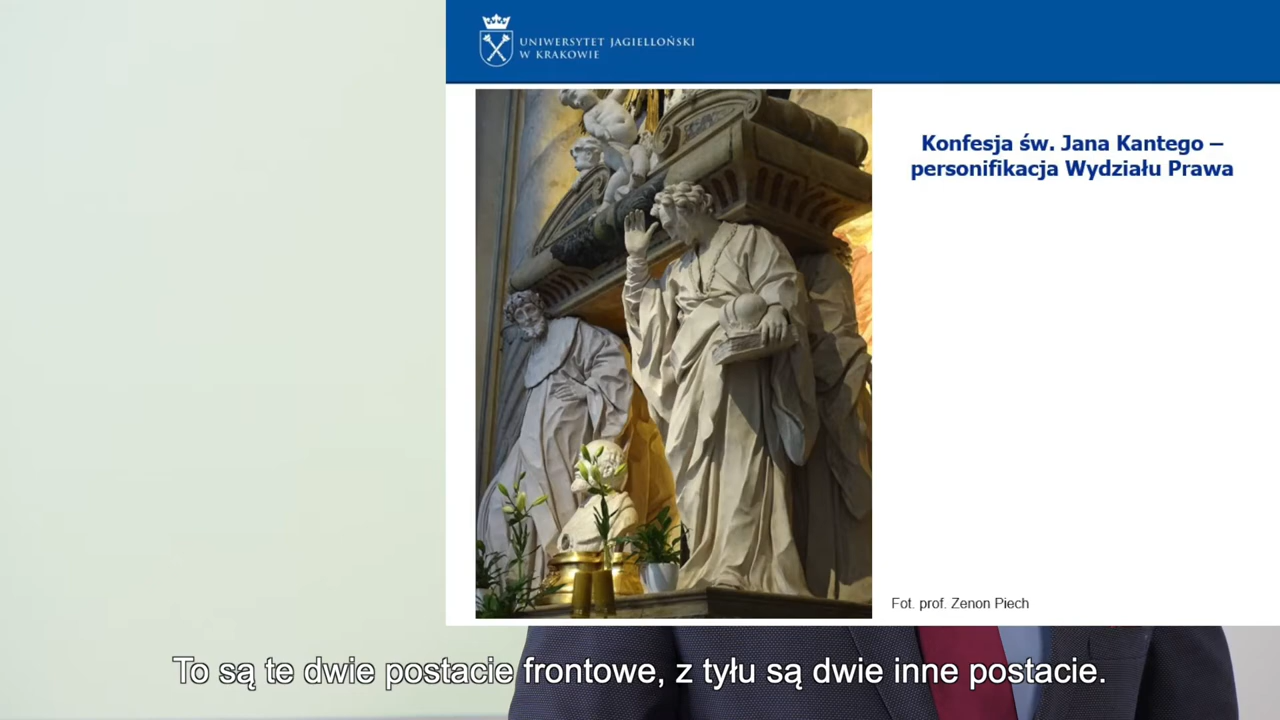 UNIWERSYTET JAGIELLOŃSKI
W KRAKOWIE
Konfesja św. Jana Kantego –
personifikacja Wydziału Prawa
Fot. prof. Zenon Piech
To są te dwie postacie frontowe, z tyłu są dwie inne postacie.